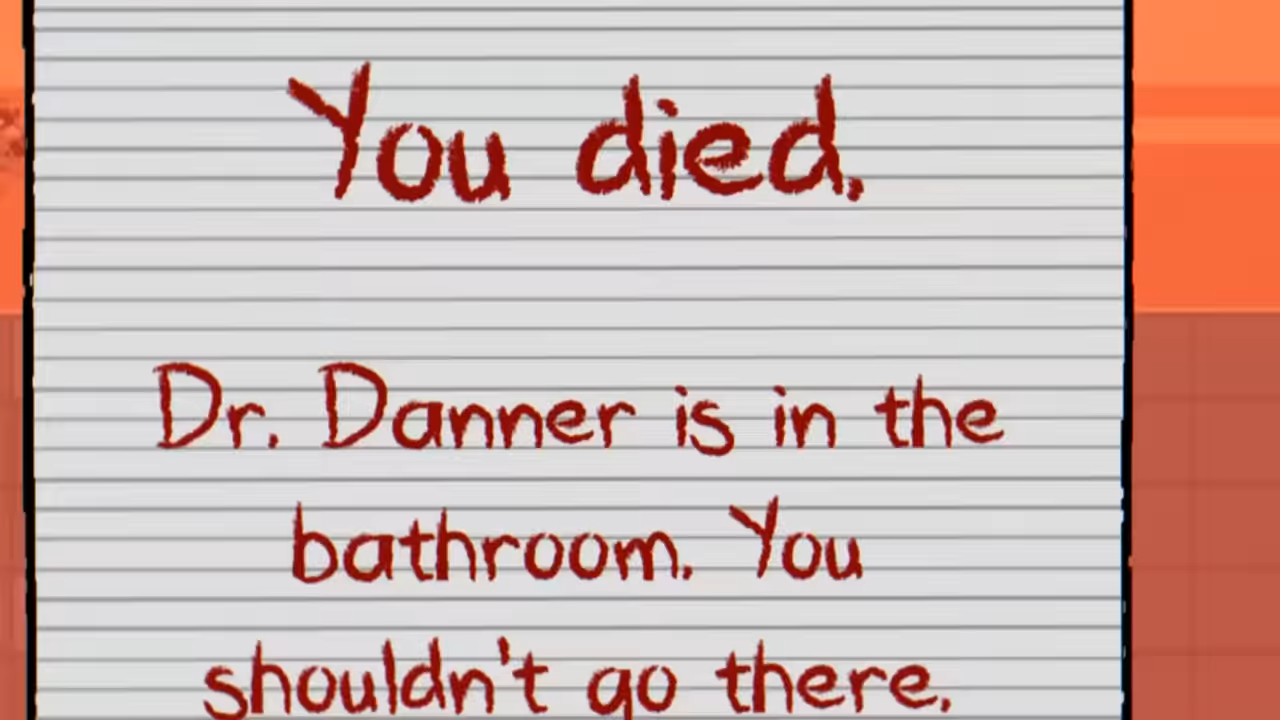 You died.
Dr. Danner is in the
bathroom. You
shouldn't go there.